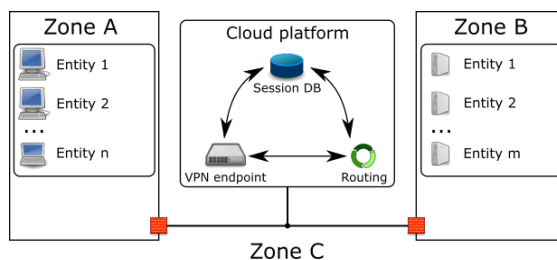 Zone A
Entity 1
Entity 2
...
Entity n
Cloud platform
Session DB
VPN endpoint
Routing
Zone B
Entity 1
Entity 2
...
Entity m
Zone C